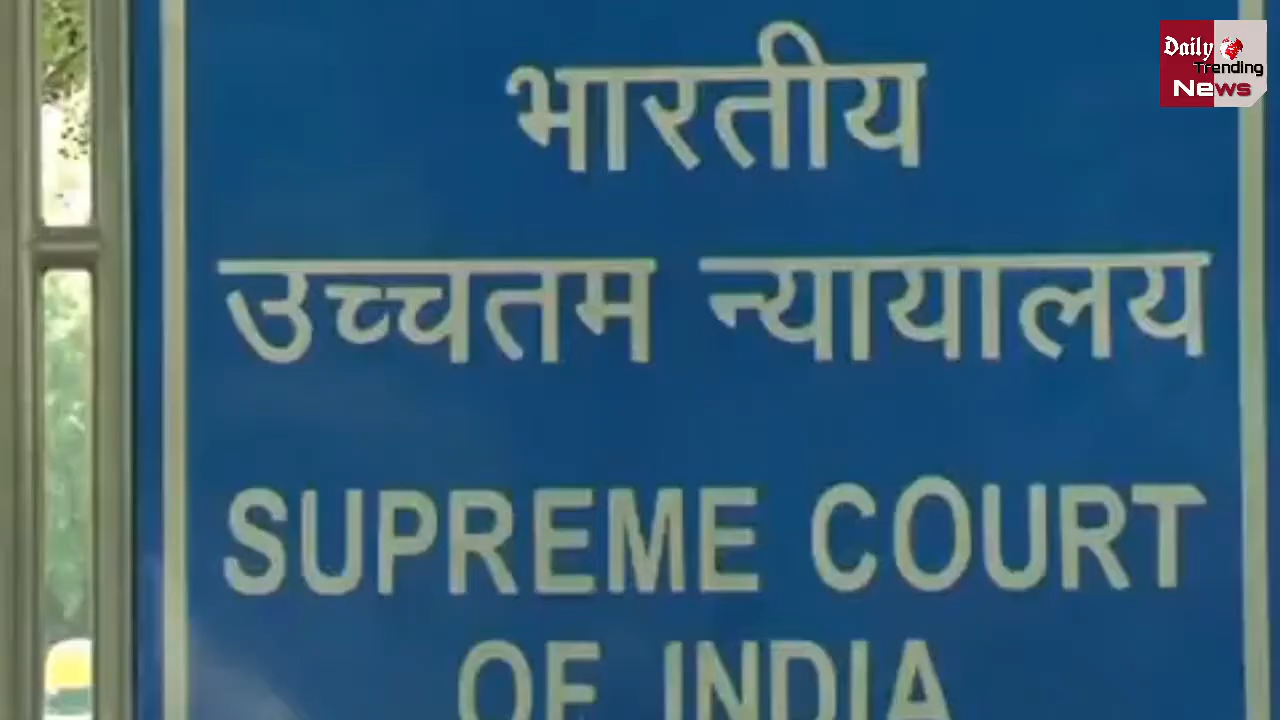 भारतीय
उच्चतम न्यायालय
SUPREME COURT
OF INDIA
Daily
Trending
News